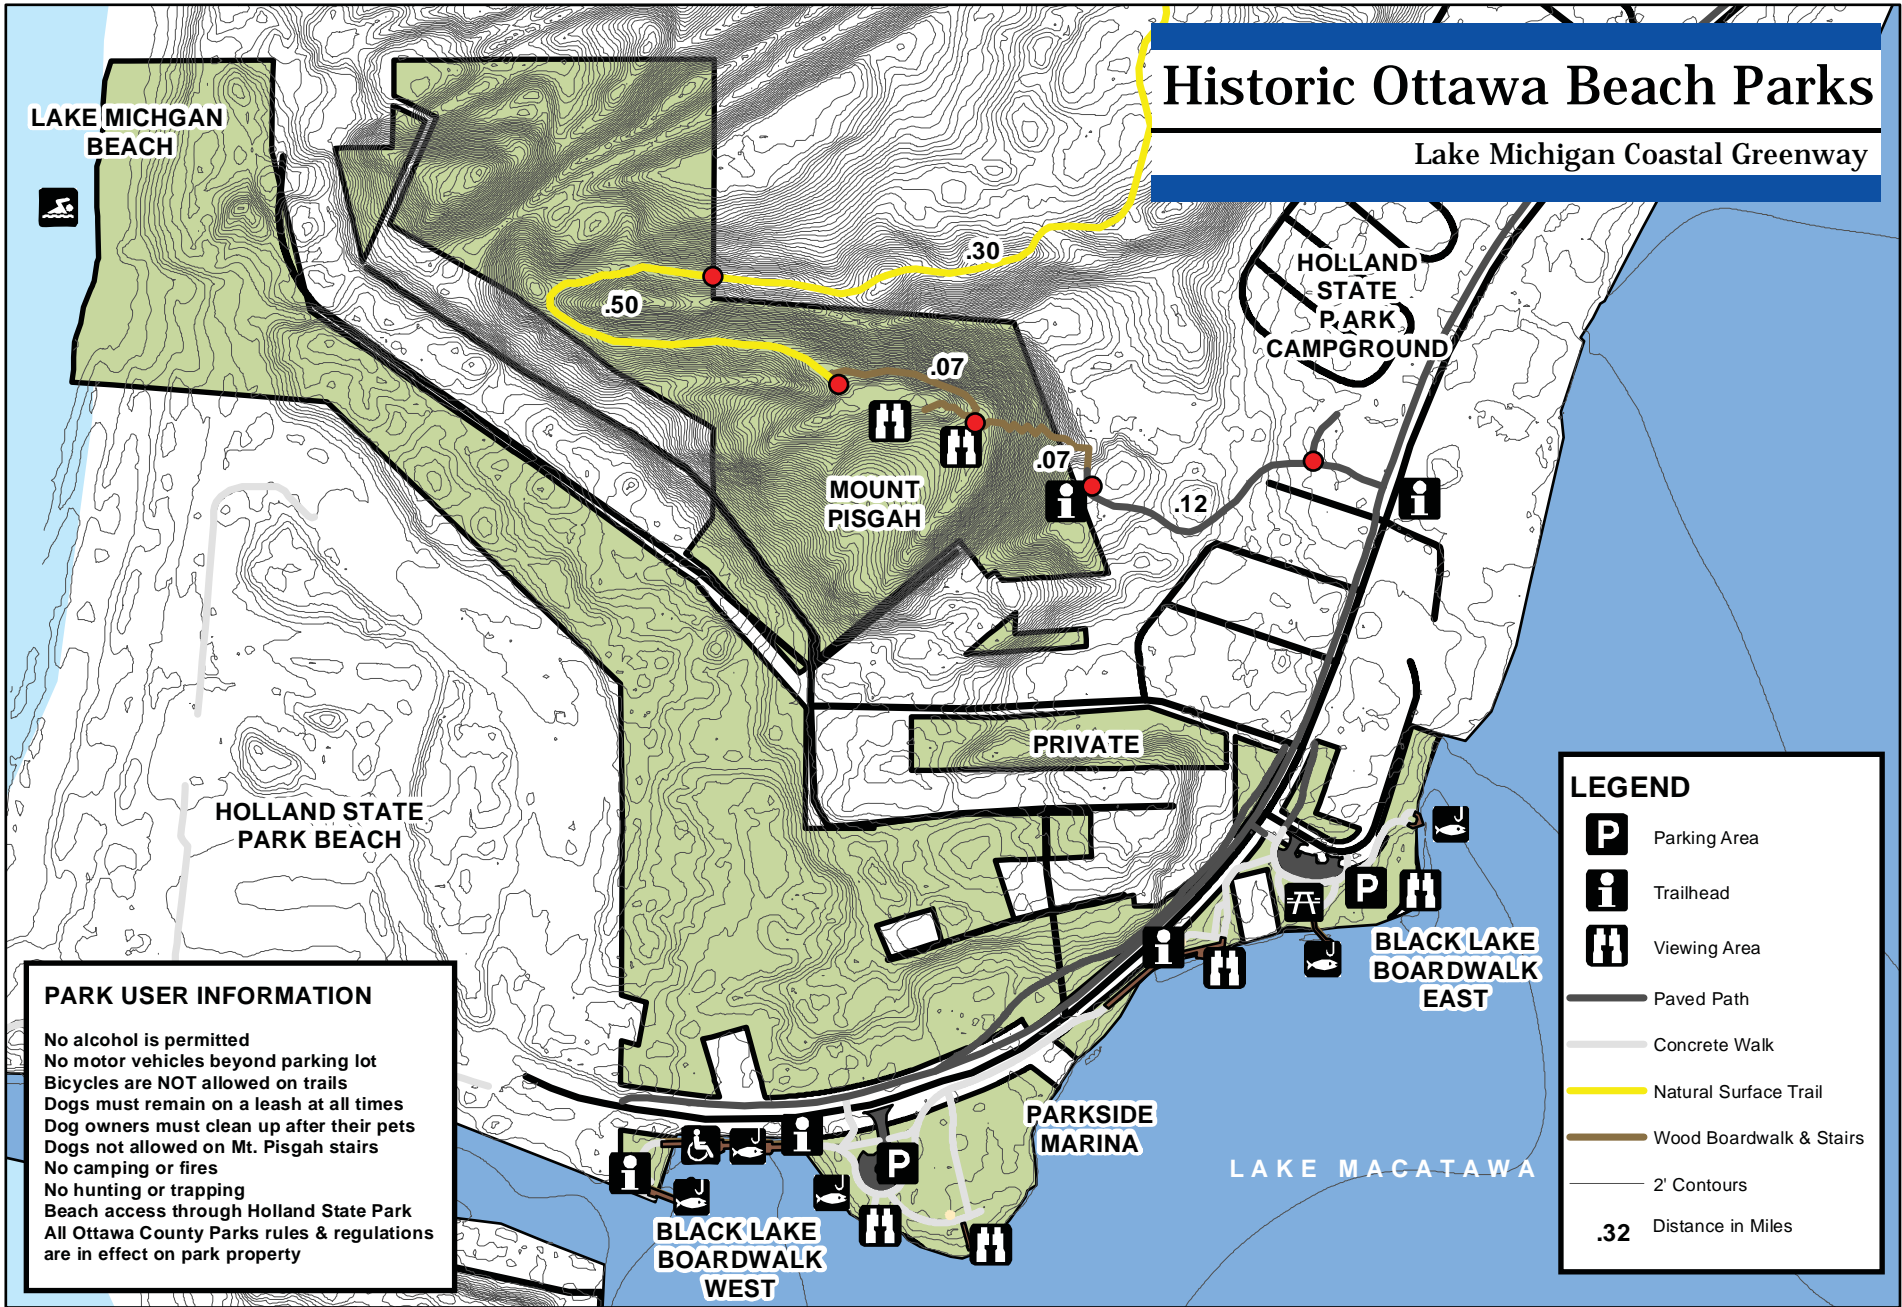 Historic Ottawa Beach Parks
Lake Michigan Coastal Greenway
LAKE MICHGAN
BEACH
.30
.50
HOLLAND
STATE
PARK
CAMPGROUND
.07
.07
.12
MOUNT
PISGAH
PRIVATE
HOLLAND STATE
PARK BEACH
BLACK LAKE
BOARDWALK
EAST
PARKSIDE
MARINA
LAKE MACATAWA
BLACK LAKE
BOARDWALK
WEST
P
P
PARK USER INFORMATION
No alcohol is permitted
No motor vehicles beyond parking lot
Bicycles are NOT allowed on trails
Dogs must remain on a leash at all times
Dog owners must clean up after their pets
Dogs not allowed on Mt. Pisgah stairs
No camping or fires
No hunting or trapping
Beach access through Holland State Park
All Ottawa County Parks rules & regulations
are in effect on park property
LEGEND
P Parking Area
i Trailhead
Viewing Area
Paved Path
Concrete Walk
Natural Surface Trail
Wood Boardwalk & Stairs
2' Contours
.32 Distance in Miles